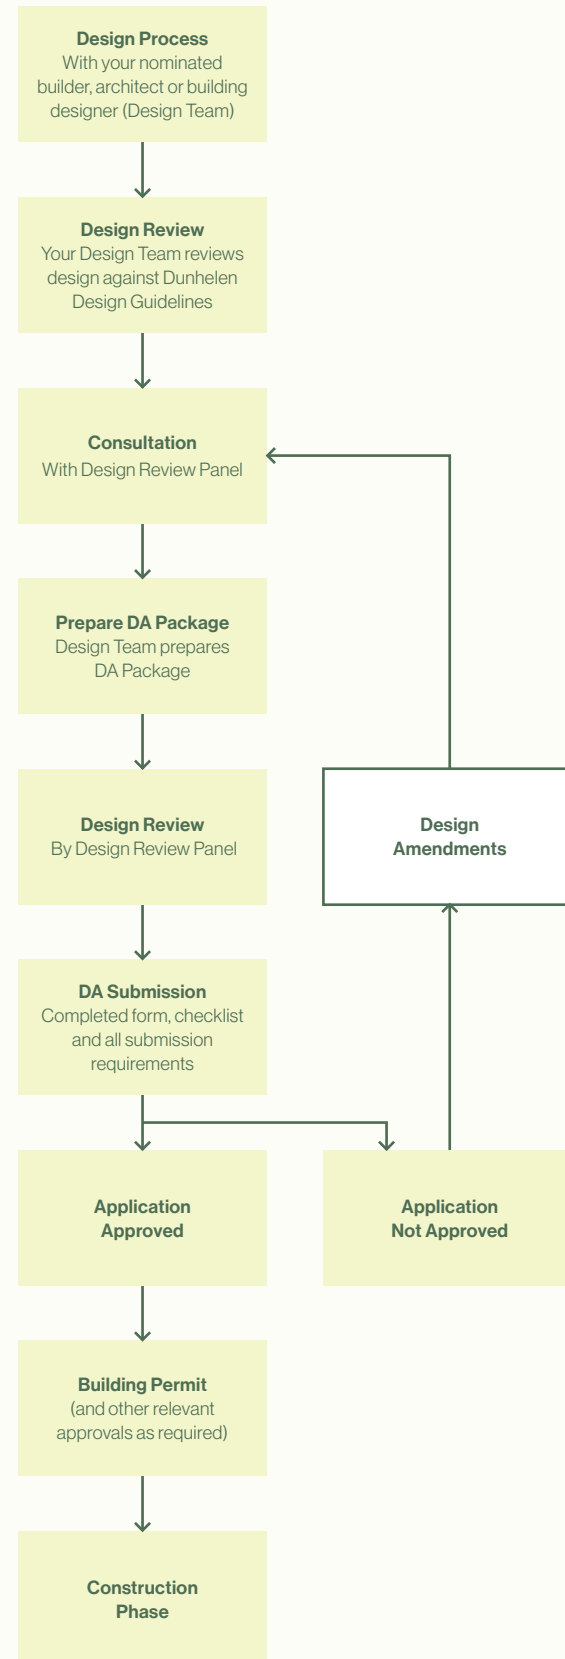 Design Process
With your nominated
builder, architect or building
designer (Design Team)
Design Review
Your Design Team reviews
design against Dunhelen
Design Guidelines
Consultation
With Design Review Panel
Prepare DA Package
Design Team prepares
DA Package
Design Review
By Design Review Panel
Design
Amendments
DA Submission
Completed form, checklist
and all submission
requirements
Application
Approved
Application
Not Approved
Building Permit
(and other relevant
approvals as required)
Construction
Phase